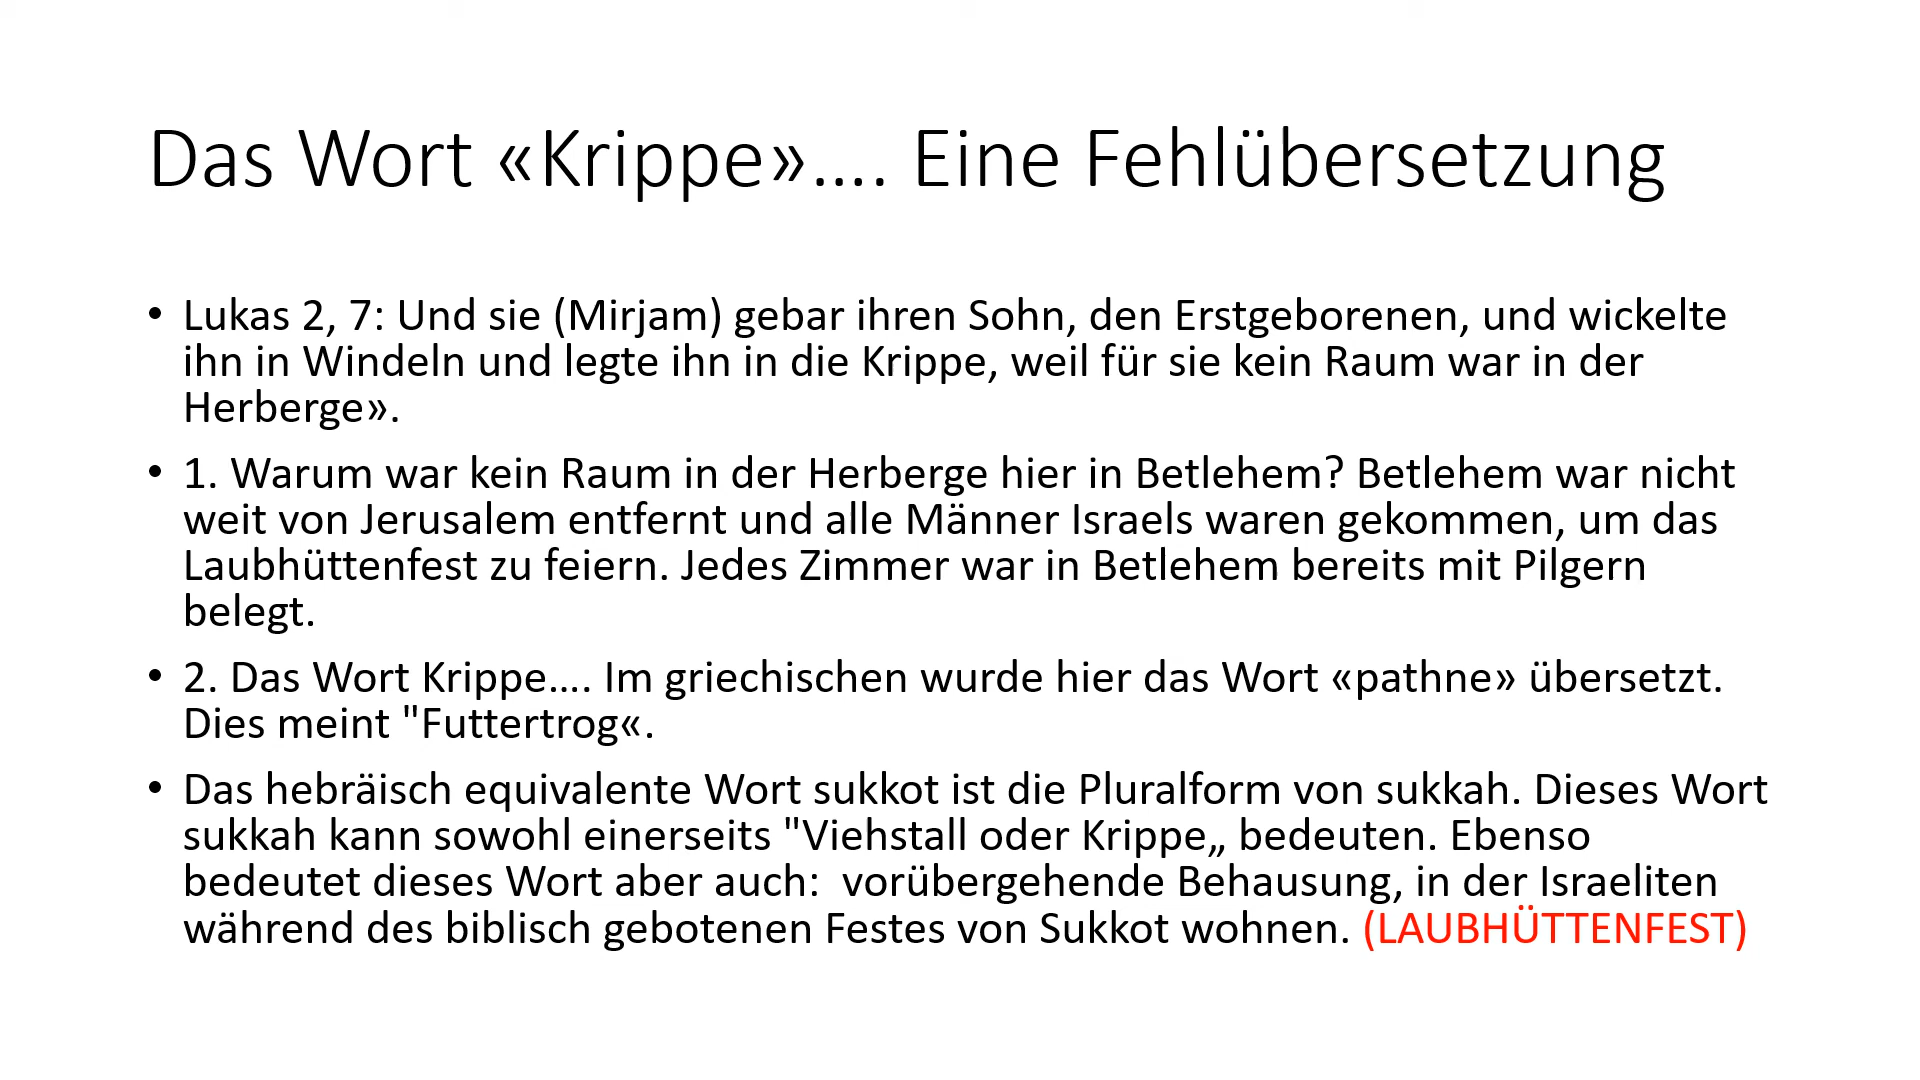 Das Wort «Krippe»…. Eine Fehlübersetzung
• Lukas 2, 7: Und sie (Mirjam) gebar ihren Sohn, den Erstgeborenen, und wickelte
ihn in Windeln und legte ihn in die Krippe, weil für sie kein Raum war in der
Herberge».
• 1. Warum war kein Raum in der Herberge hier in Betlehem? Betlehem war nicht
weit von Jerusalem entfernt und alle Männer Israels waren gekommen, um das
Laubhüttenfest zu feiern. Jedes Zimmer war in Betlehem bereits mit Pilgern
belegt.
• 2. Das Wort Krippe…. Im griechischen wurde hier das Wort «pathne» übersetzt.
Dies meint "Futtertrog«.
• Das hebräisch equivalente Wort sukkot ist die Pluralform von sukkah. Dieses Wort
sukkah kann sowohl einerseits "Viehstall oder Krippe„ bedeuten. Ebenso
bedeutet dieses Wort aber auch:  vorübergehende Behausung, in der Israeliten
während des biblisch gebotenen Festes von Sukkot wohnen. (LAUBHÜTTENFEST)